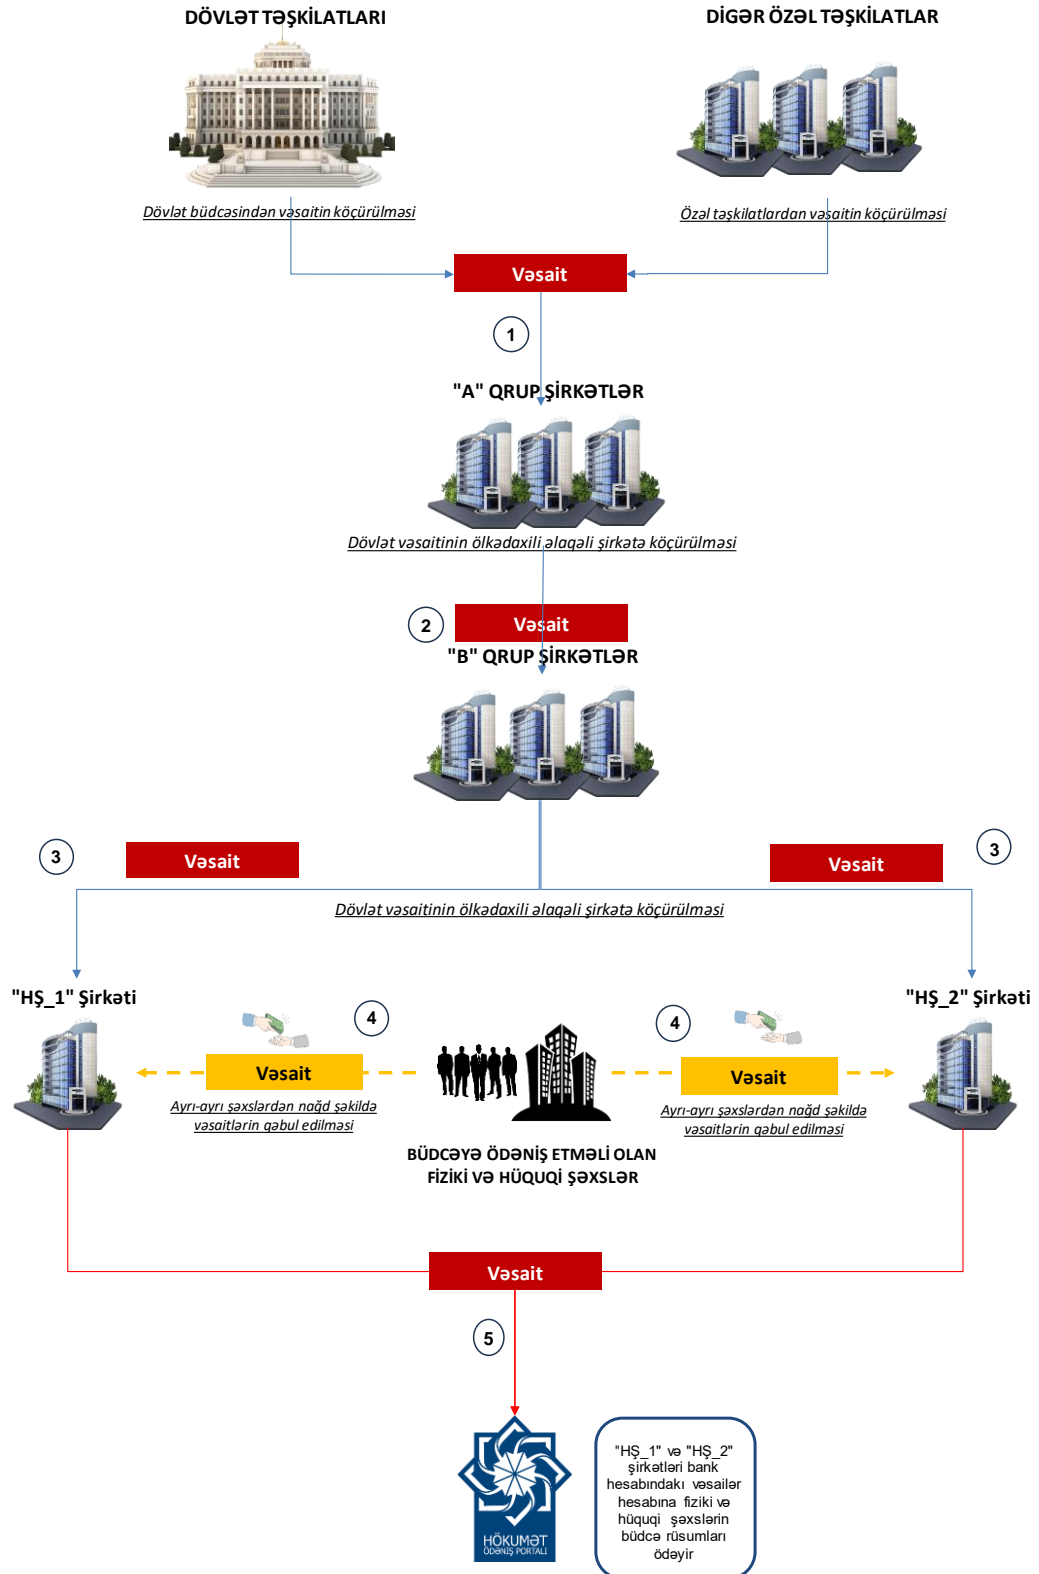 DÖVLƏT TƏŞKİLATLARI
DİGƏR ÖZƏL TƏŞKİLATLAR
Dövlət büdcəsindən vəsaitin köçürülməsi
Özəl təşkilatlardan vəsaitin köçürülməsi
Vəsait
1
"A" QRUP ŞİRKƏTLƏR
Dövlət vəsaitinin ölkədaxili əlaqəli şirkətə köçürülməsi
2
Vəsait
"B" QRUP ŞİRKƏTLƏR
3
Vəsait
Vəsait
3
Dövlət vəsaitinin ölkədaxili əlaqəli şirkətə köçürülməsi
"HŞ_1" Şirkəti
"HŞ_2" Şirkəti
4
4
Vəsait
Vəsait
Ayrı-ayrı şəxslərdən nağd şəkildə
vəsaitlərin qəbul edilməsi
Ayrı-ayrı şəxslərdən nağd şəkildə
vəsaitlərin qəbul edilməsi
BÜDCƏYƏ ÖDƏNİŞ ETMƏLİ OLAN
FİZİKİ VƏ HÜQUQİ ŞƏXSLƏR
Vəsait
5
HÖKUMƏT
ÖDƏNİŞ PORTALI
"HŞ_1" və "HŞ_2"
şirkətləri bank
hesabındakı vəsailər
hesabına fiziki və
hüquqi şəxslərin
büdcə rüsumları
ödəyir